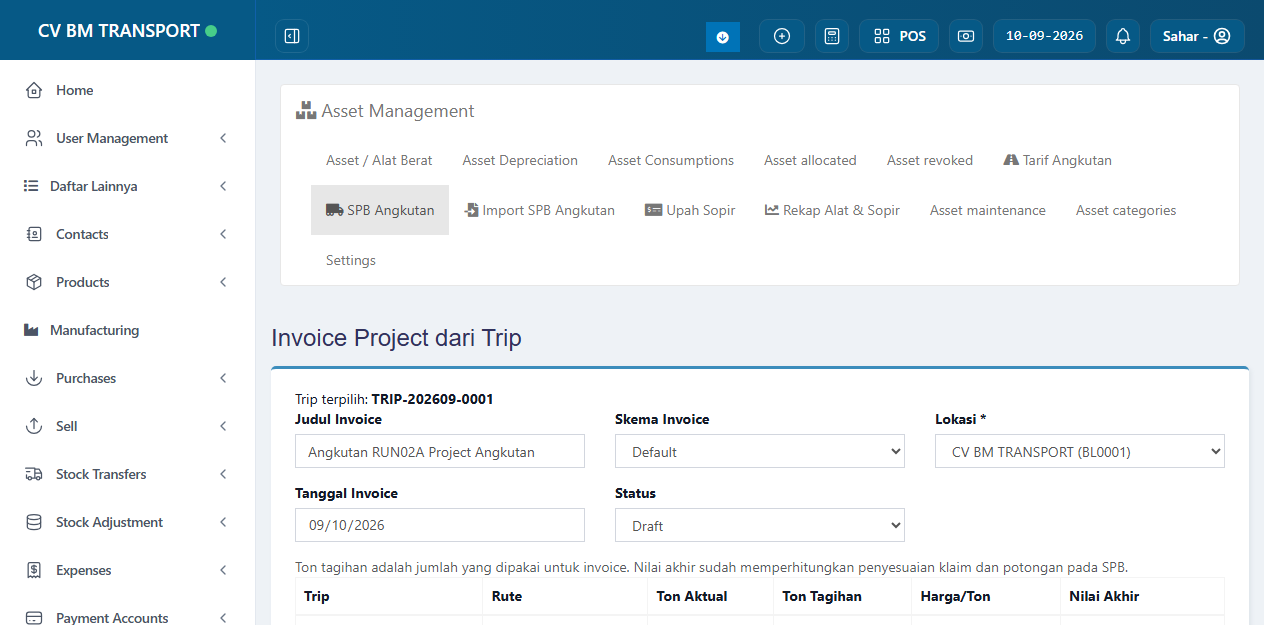 CV BM TRANSPORT
POS
10-09-2026
Sahar -
Home
User Management
Daftar Lainnya
Contacts
Products
Manufacturing
Purchases
Sell
Stock Transfers
Stock Adjustment
Expenses
Payment Accounts
Asset Management
Asset / Alat Berat
Asset Depreciation
Asset Consumptions
Asset allocated
Asset revoked
Tarif Angkutan
SPB Angkutan
Import SPB Angkutan
Upah Sopir
Rekap Alat & Sopir
Asset maintenance
Asset categories
Settings
Invoice Project dari Trip
Trip terpilih: TRIP-202609-0001
Judul Invoice
Angkutan RUN02A Project Angkutan
Skema Invoice
Default
Lokasi *
CV BM TRANSPORT (BL0001)
Tanggal Invoice
09/10/2026
Status
Draft
Ton tagihan adalah jumlah yang dipakai untuk invoice. Nilai akhir sudah memperhitungkan penyesuaian klaim dan potongan pada SPB.
Trip Rute Ton Aktual Ton Tagihan Harga/Ton Nilai Akhir